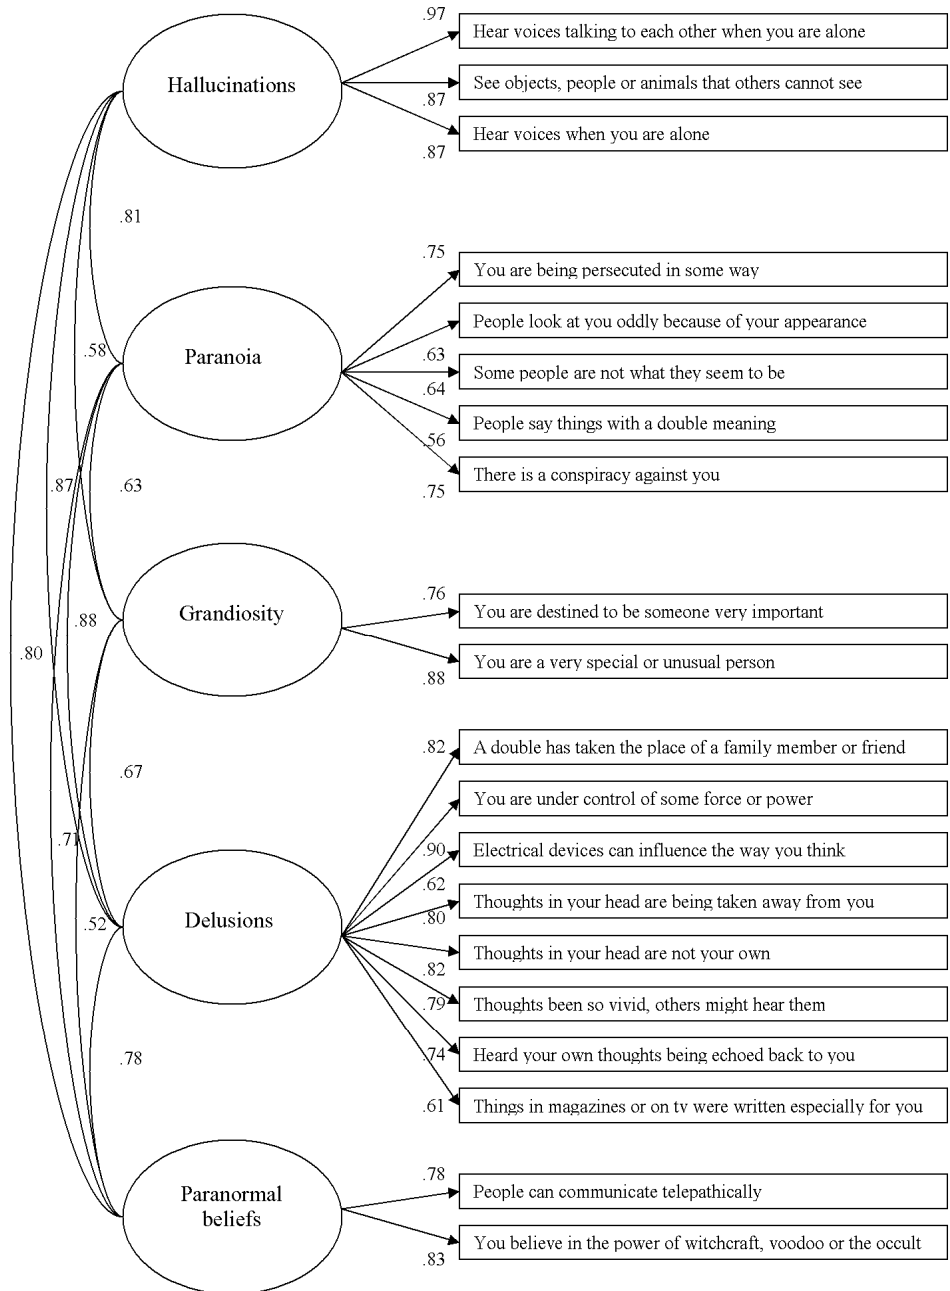 .97
Hear voices talking to each other when you are alone
Hallucinations
See objects, people or animals that others cannot see
.87
Hear voices when you are alone
.87
.81
.75
You are being persecuted in some way
People look at you oddly because of your appearance
.58
Paranoia
.63
Some people are not what they seem to be
.64
People say things with a double meaning
.56
There is a conspiracy against you
.87
.63
.75
.76
You are destined to be someone very important
Grandiosity
.88
.80
You are a very special or unusual person
.88
.82
A double has taken the place of a family member or friend
.67
You are under control of some force or power
.71
.90
Electrical devices can influence the way you think
.62
Thoughts in your head are being taken away from you
.52
Delusions
.80
Thoughts in your head are not your own
.82
Thoughts been so vivid, others might hear them
.79
.78
.74
Heard your own thoughts being echoed back to you
.61
Things in magazines or on tv were written especially for you
.78
People can communicate telepathically
Paranormal
beliefs
You believe in the power of witchcraft, voodoo or the occult
.83